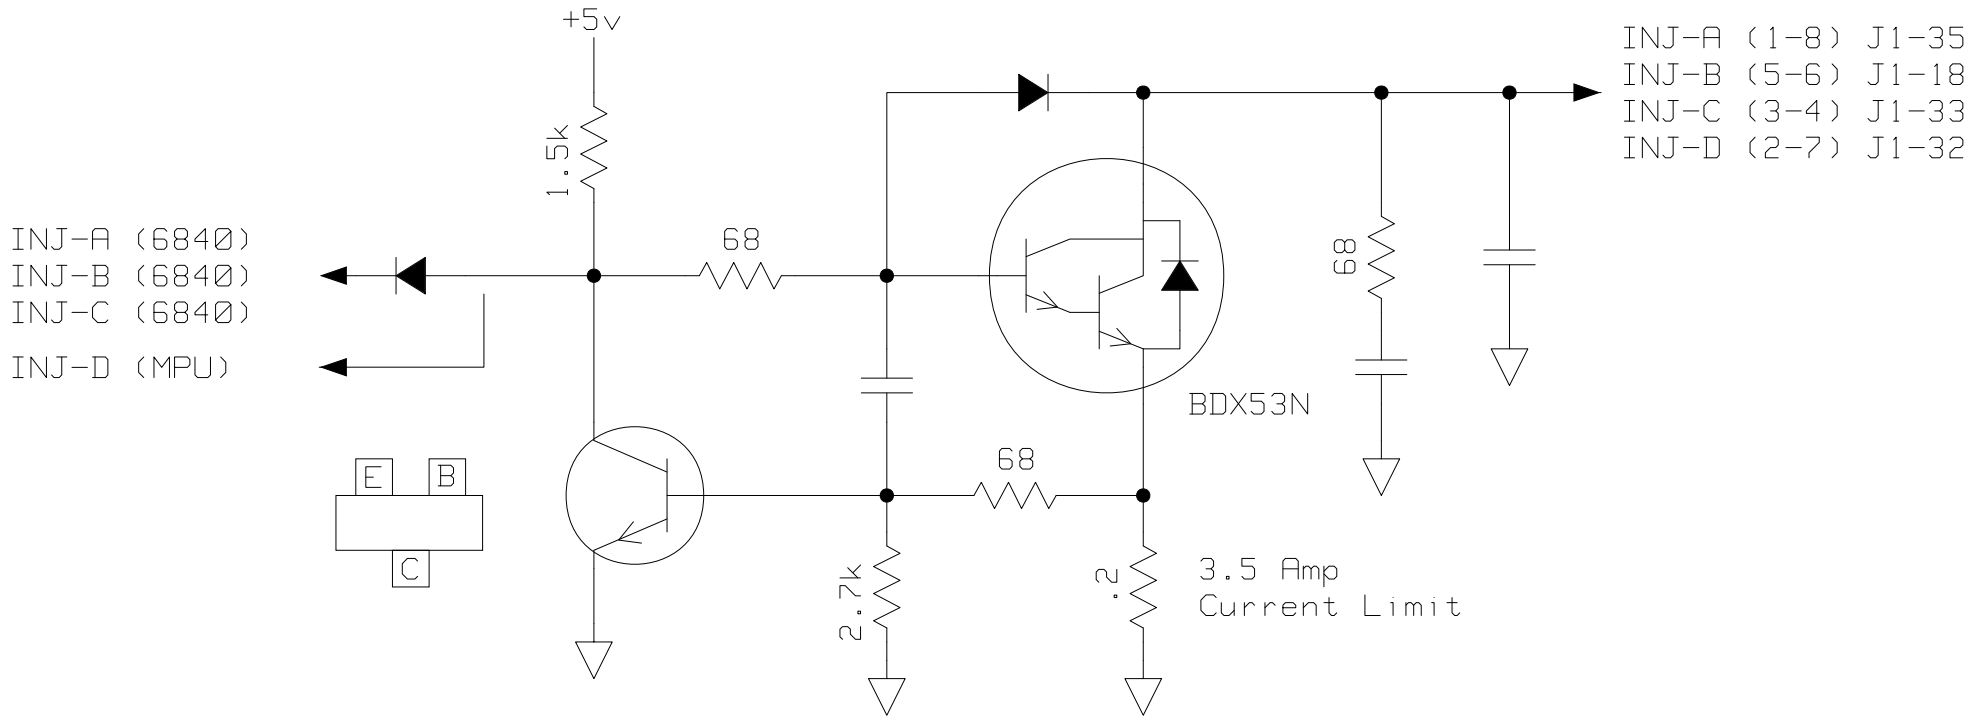 +5v
INJ-A (1-8) J1-35
INJ-B (5-6) J1-18
INJ-C (3-4) J1-33
INJ-D (2-7) J1-32
1.5k
INJ-A (6840)
INJ-B (6840)
INJ-C (6840)
INJ-D (MPU)
68
68
BDX53N
68
E
B
C
2.7k
.2
3.5 Amp
Current Limit